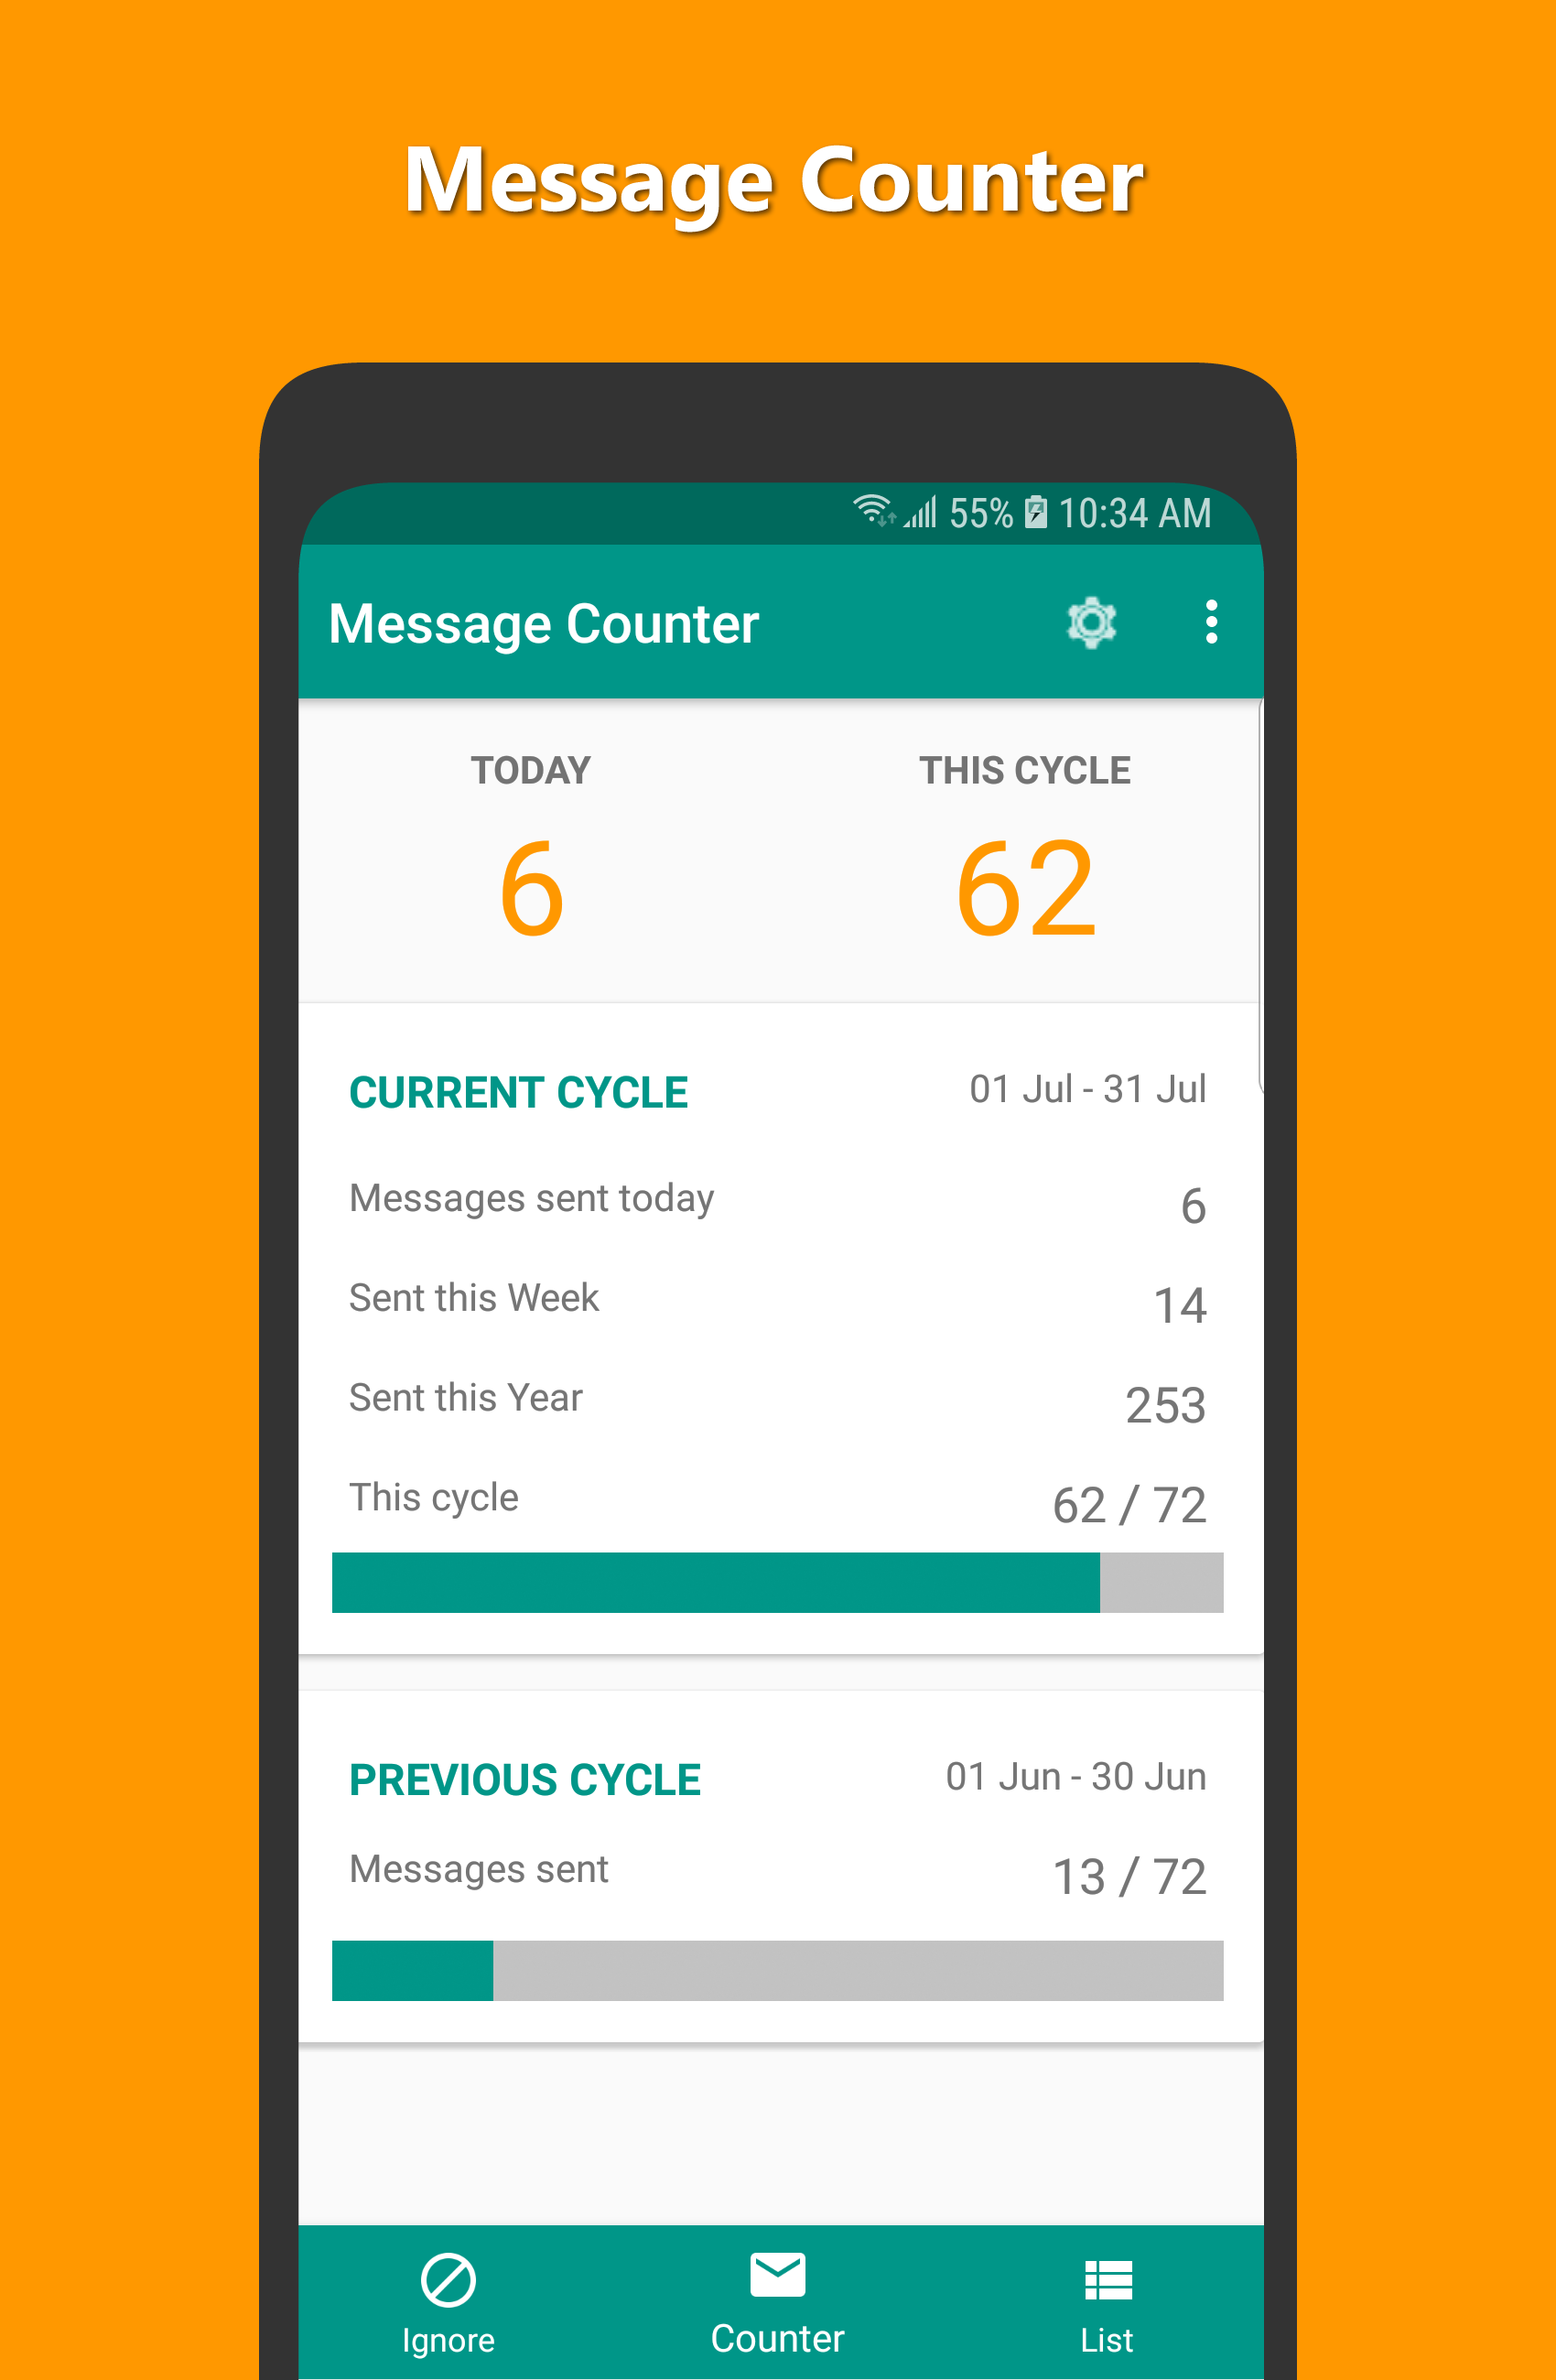 Message Counter
55% 10:34 AM
Message Counter
TODAY THIS CYCLE
6 62
CURRENT CYCLE 01 Jul - 31 Jul
Messages sent today 6
Sent this Week 14
Sent this Year 253
This cycle 62 / 72
PREVIOUS CYCLE 01 Jun - 30 Jun
Messages sent 13 / 72
Ignore Counter List